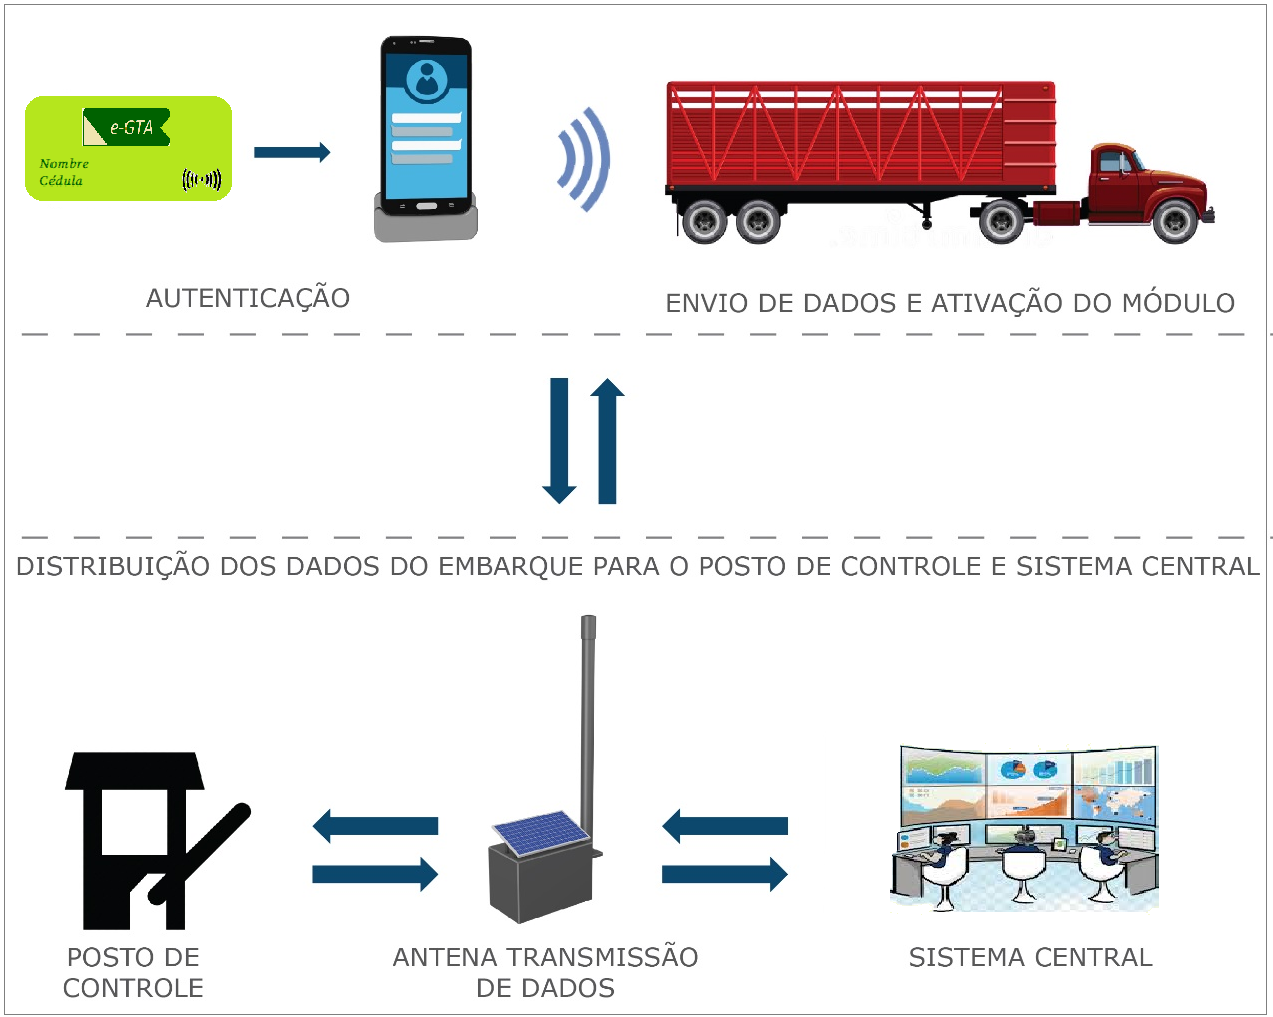 e-GTA
Nombre
Cédula
AUTENTICAÇÃO
ENVIO DE DADOS E ATIVAÇÃO DO MÓDULO
DISTRIBUIÇÃO DOS DADOS DO EMBARQUE PARA O POSTO DE CONTROLE E SISTEMA CENTRAL
POSTO DE
CONTROLE
ANTENA TRANSMISSÃO
DE DADOS
SISTEMA CENTRAL